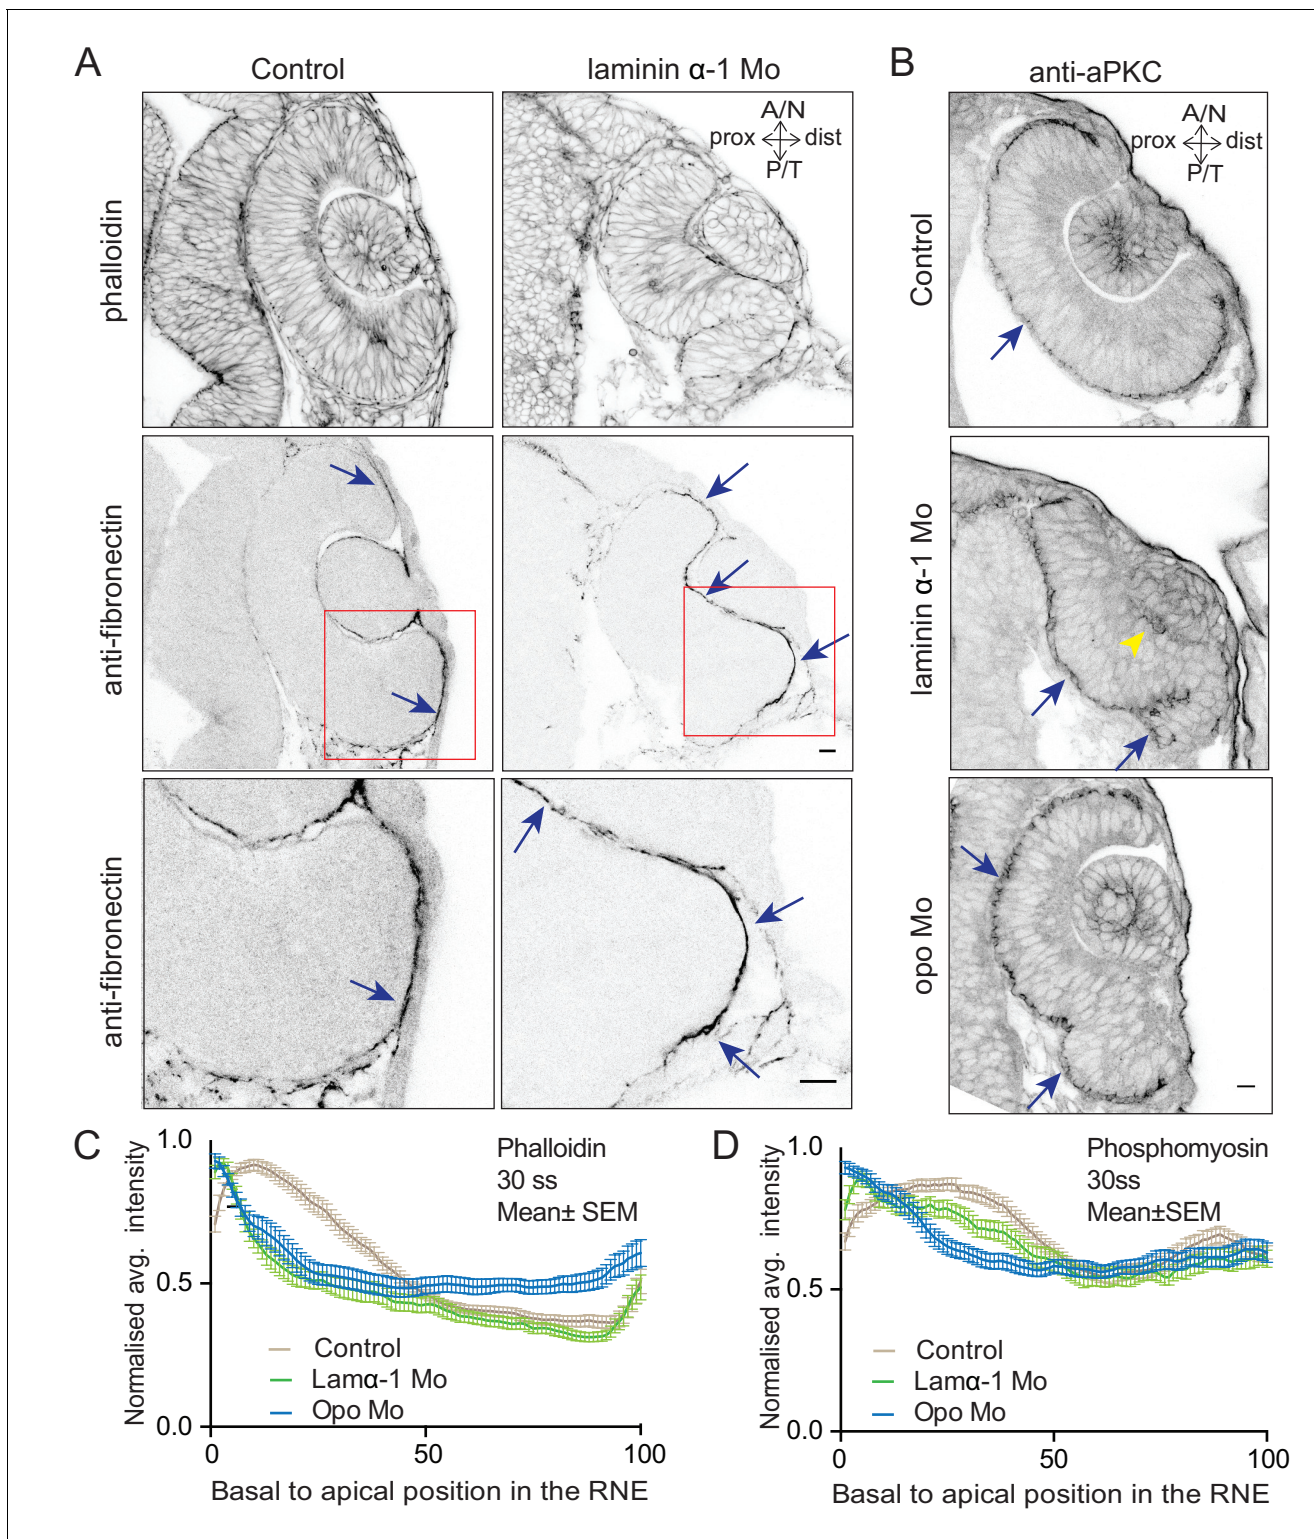 A
Control
laminin α-1 Mo
B
anti-aPKC
phalloidin
A/N
prox
dist
P/T
Control
A/N
prox
dist
P/T
anti-fibronectin
laminin α-1 Mo
anti-fibronectin
opo Mo
C
Normalised avg. intensity
1.0
0.5
0.0
Phalloidin
30 ss
Mean± SEM
Control
Lamα-1 Mo
Opo Mo
0
50
100
Basal to apical position in the RNE
D
Normalised avg. intensity
1.0
0.5
0.0
Phosphomyosin
30ss
Mean±SEM
Control
Lamα-1 Mo
Opo Mo
0
50
100
Basal to apical position in the RNE